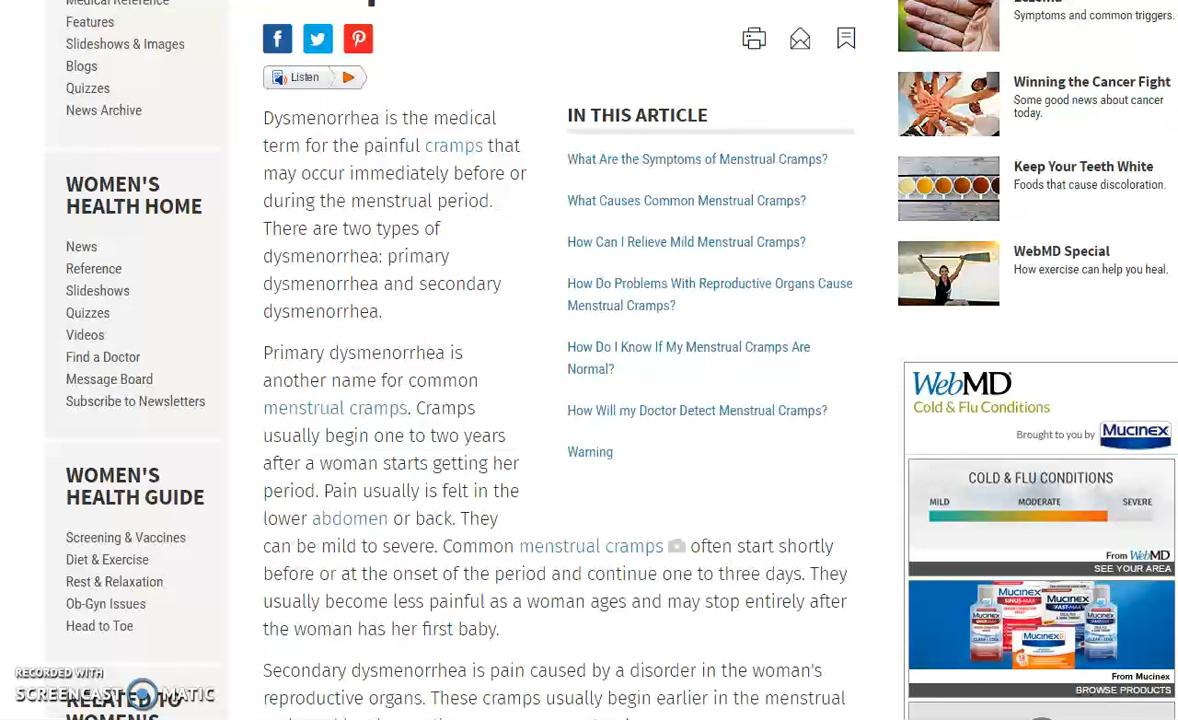 Features
Slideshows & Images
Blogs
Quizzes
News Archive
WOMEN'S
HEALTH HOME
News
Reference
Slideshows
Quizzes
Videos
Find a Doctor
Message Board
Subscribe to Newsletters
WOMEN'S
HEALTH GUIDE
Screening & Vaccines
Diet & Exercise
Rest & Relaxation
Ob-Gyn Issues
Head to Toe
RELATED TO
RECORDED WITH
SCREENCAST MATIC
Listen
Dysmenorrhea is the medical
term for the painful cramps that
may occur immediately before or
during the menstrual period.
There are two types of
dysmenorrhea: primary
dysmenorrhea and secondary
dysmenorrhea.
Primary dysmenorrhea is
another name for common
menstrual cramps. Cramps
usually begin one to two years
after a woman starts getting her
period. Pain usually is felt in the
lower abdomen or back. They
can be mild to severe. Common menstrual cramps often start shortly
before or at the onset of the period and continue one to three days. They
usually become less painful as a woman ages and may stop entirely after
the woman has her first baby.
Secondary dysmenorrhea is pain caused by a disorder in the woman's
reproductive organs. These cramps usually begin earlier in the menstrual
IN THIS ARTICLE
What Are the Symptoms of Menstrual Cramps?
What Causes Common Menstrual Cramps?
How Can I Relieve Mild Menstrual Cramps?
How Do Problems With Reproductive Organs Cause
Menstrual Cramps?
How Do I Know If My Menstrual Cramps Are
Normal?
How Will my Doctor Detect Menstrual Cramps?
Warning
Symptoms and common triggers.
Winning the Cancer Fight
Some good news about cancer
today.
Keep Your Teeth White
Foods that cause discoloration.
WebMD Special
How exercise can help you heal.
WebMD
Cold & Flu Conditions
Brought to you by Mucinex
COLD & FLU CONDITIONS
MILD MODERATE SEVERE
From WebMD
SEE YOUR AREA
Mucinex Mucinex
SINUS-MAX FAST-MAX
Mucinex
From Mucinex
BROWSE PRODUCTS